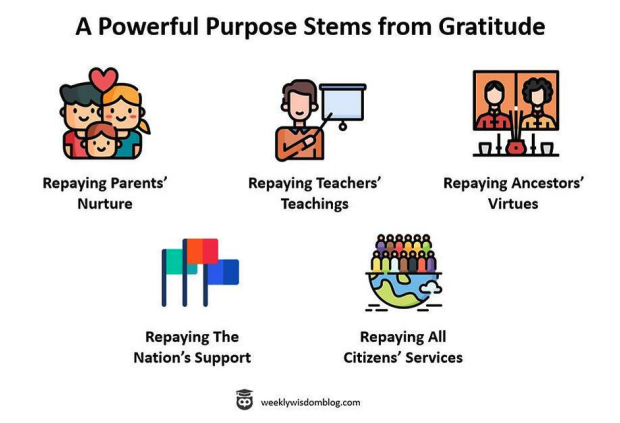 A Powerful Purpose Stems from Gratitude
Repaying Parents’
Nurture
Repaying Teachers’
Teachings
Repaying Ancestors’
Virtues
Repaying The
Nation’s Support
Repaying All
Citizens’ Services
weeklywisdomblog.com